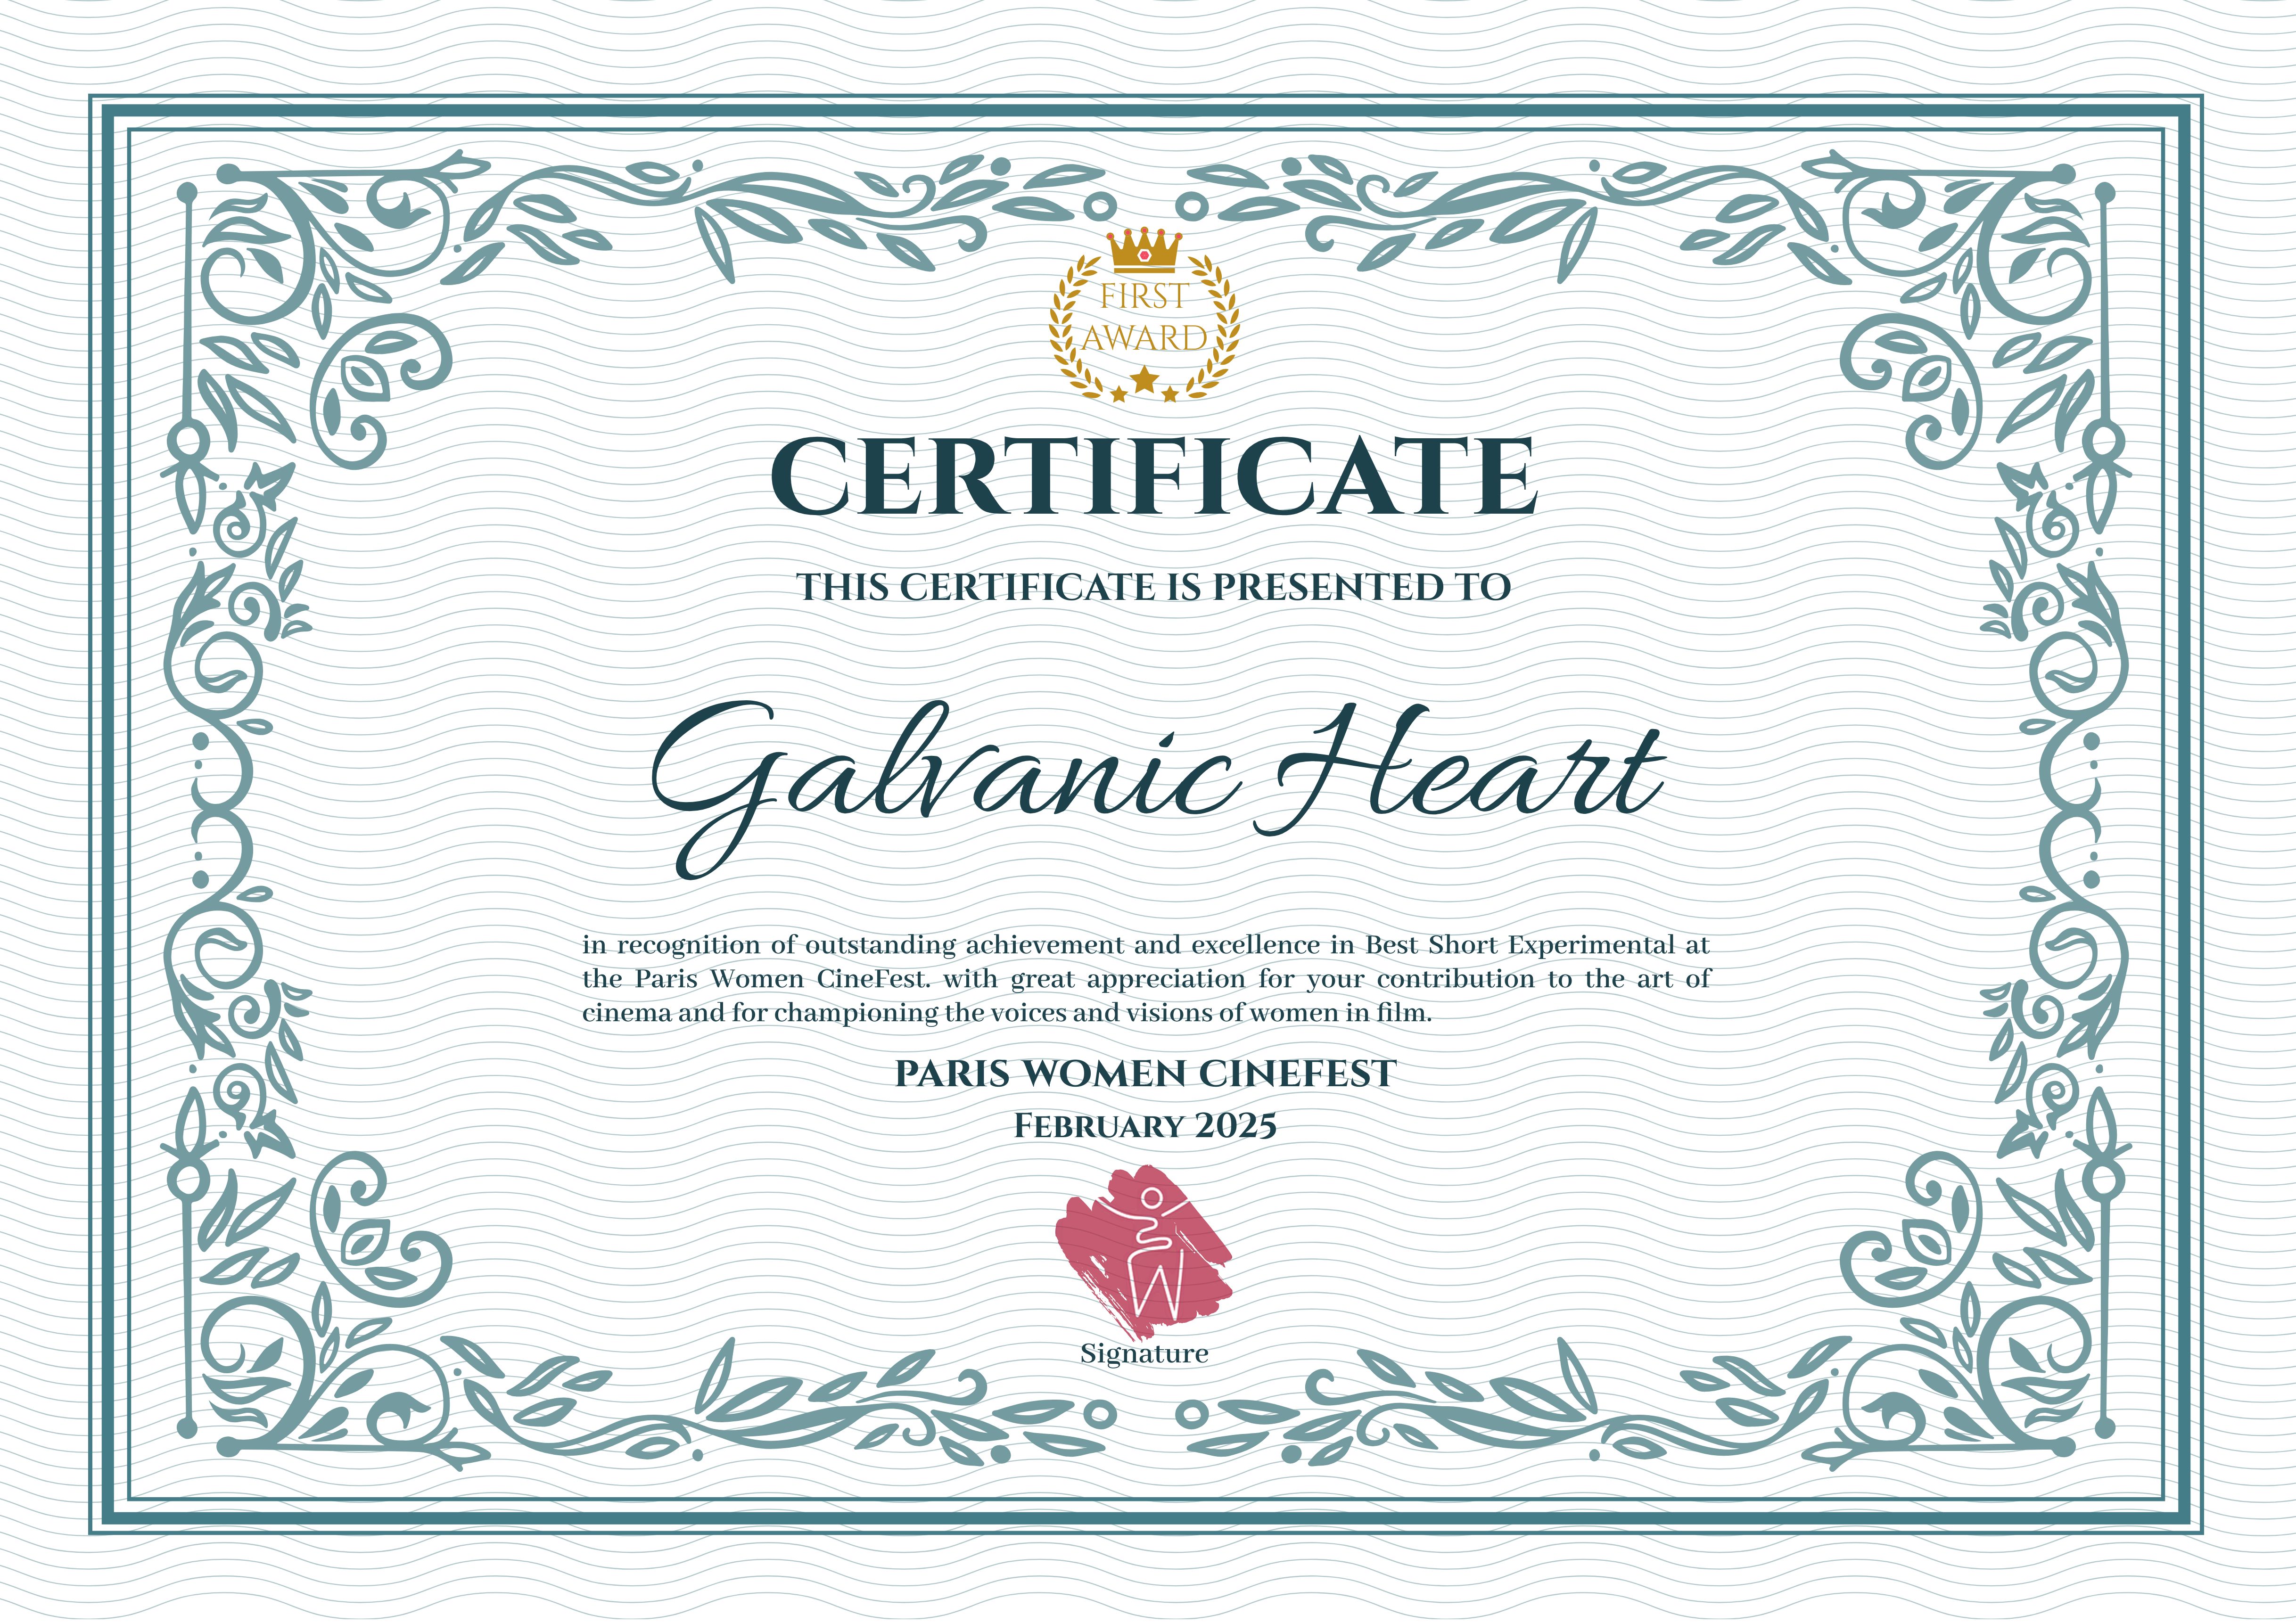 FIRST
AWARD
CERTIFICATE
THIS CERTIFICATE IS PRESENTED TO
Galvanic Heart
in recognition of outstanding achievement and excellence in Best Short Experimental at
the Paris Women CineFest. with great appreciation for your contribution to the art of
cinema and for championing the voices and visions of women in film.
PARIS WOMEN CINEFEST
FEBRUARY 2025
W
Signature